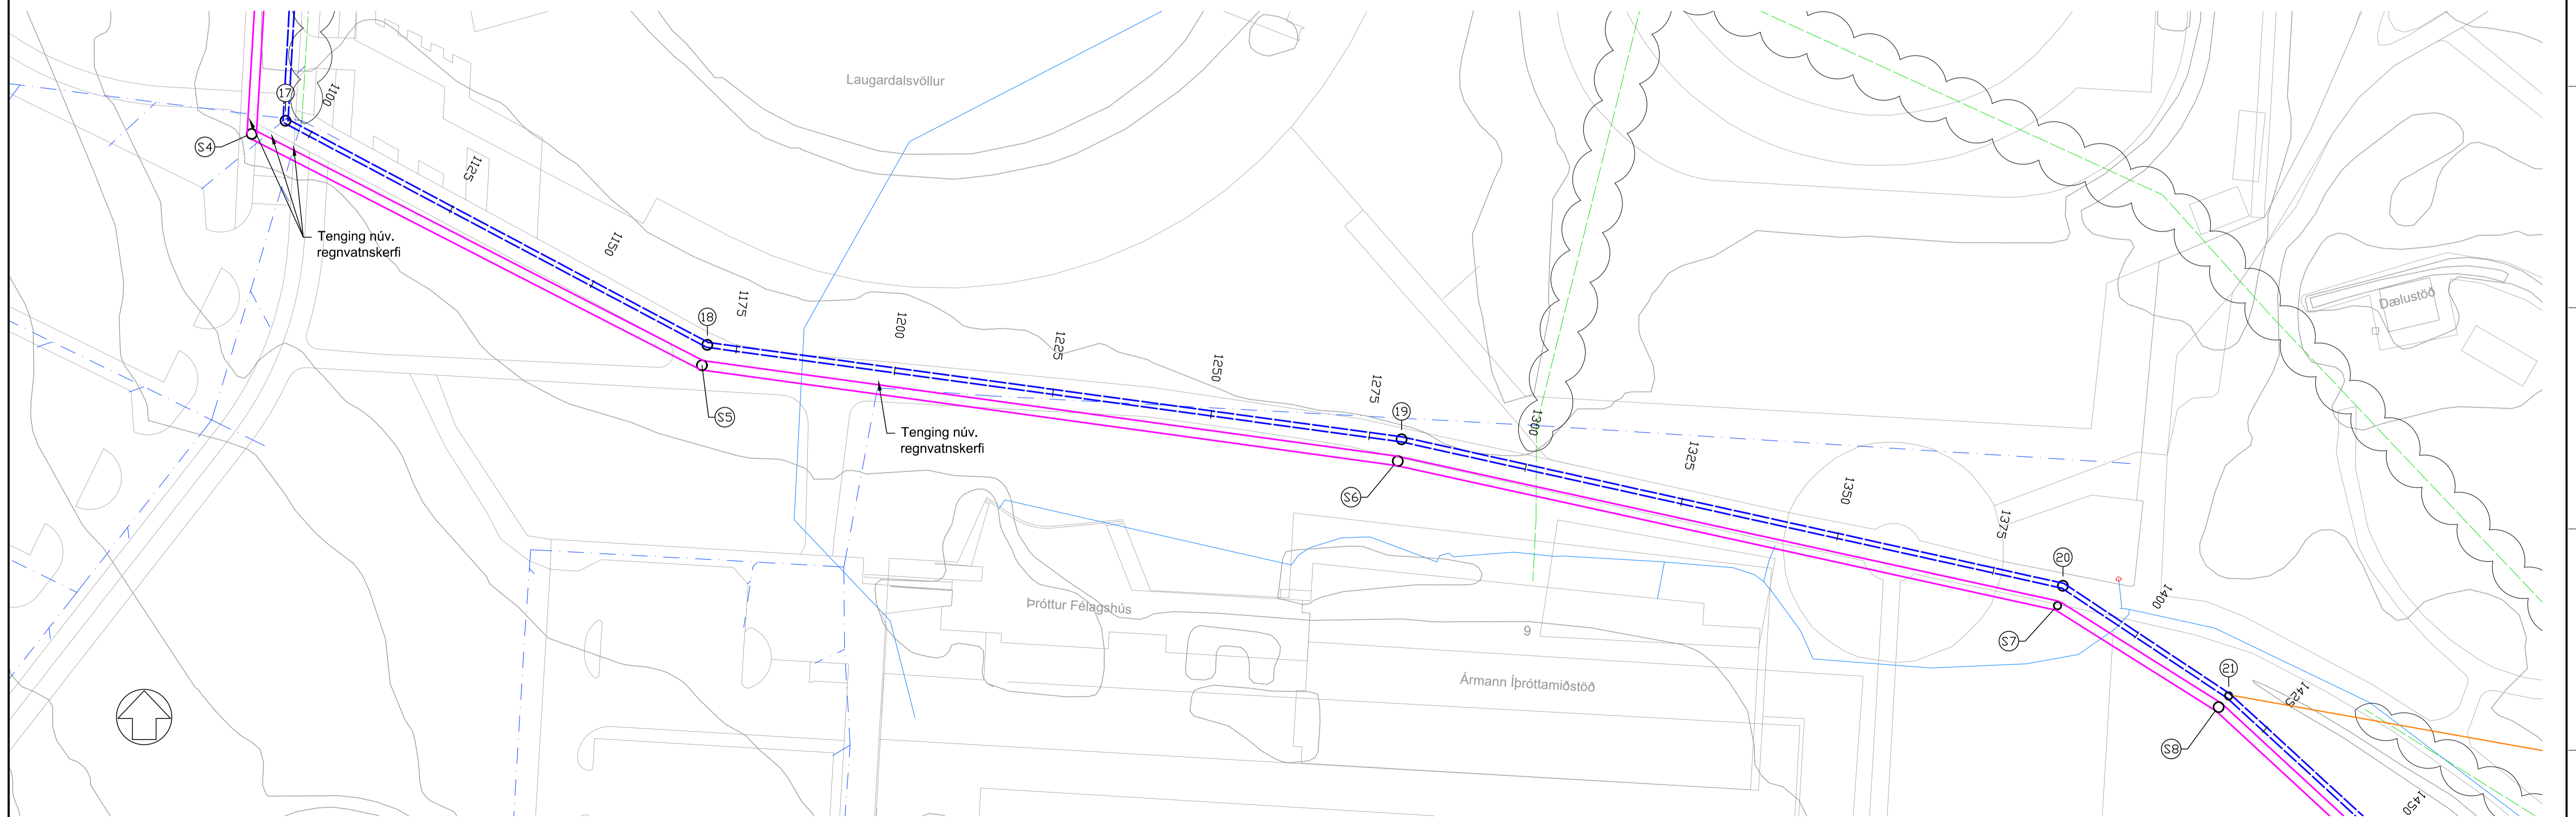 Laugardalsvöllur
17
1100
S4
1125
Tenging núv.
regnvatnskerfi
1150
1175
18
1200
1225
1250
1275
19
S5
Tenging núv.
regnvatnskerfi
1300
1325
S6
1350
1375
Dælustöð
20
1400
Þróttur Félagshús
9
S7
Ármann Íþróttamiðstöð
21
1425
S8
1450